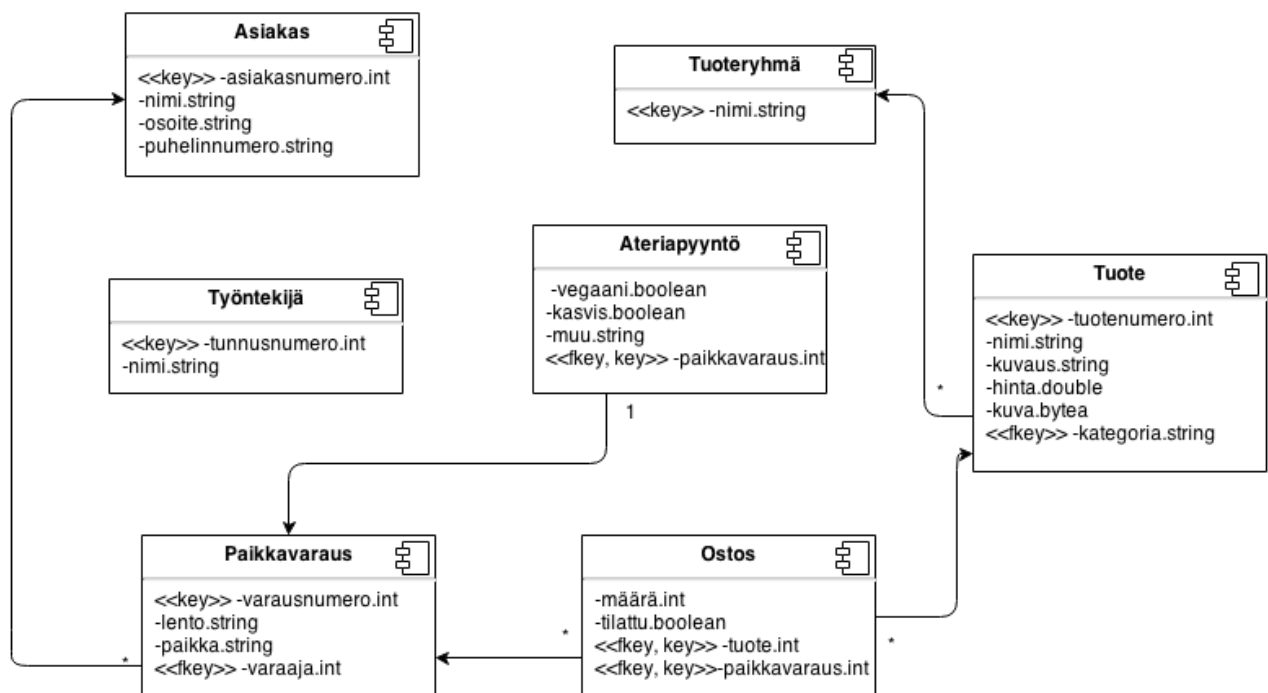 Asiakas
<<key>> -asiakasnumero.int
-nimi.string
-osoite.string
-puhelinnumero.string
Tuoteryhmä
<<key>> -nimi.string
Ateriapyyntö
-vegaani.boolean
-kasvis.boolean
-muu.string
<<fkey, key>> -paikkavaraus.int
1
Työntekijä
<<key>> -tunnusnumero.int
-nimi.string
Tuote
<<key>> -tuotenumero.int
-nimi.string
-kuvaus.string
-hinta.double
-kuva.bytea
<<fkey>> -kategoria.string
*
Paikkavaraus
<<key>> -varausnumero.int
-lento.string
-paikka.string
<<fkey>> -varaaja.int
*
Ostos
-määrä.int
-tilattu.boolean
<<fkey, key>> -tuote.int
<<fkey, key>>-paikkavaraus.int
*
*